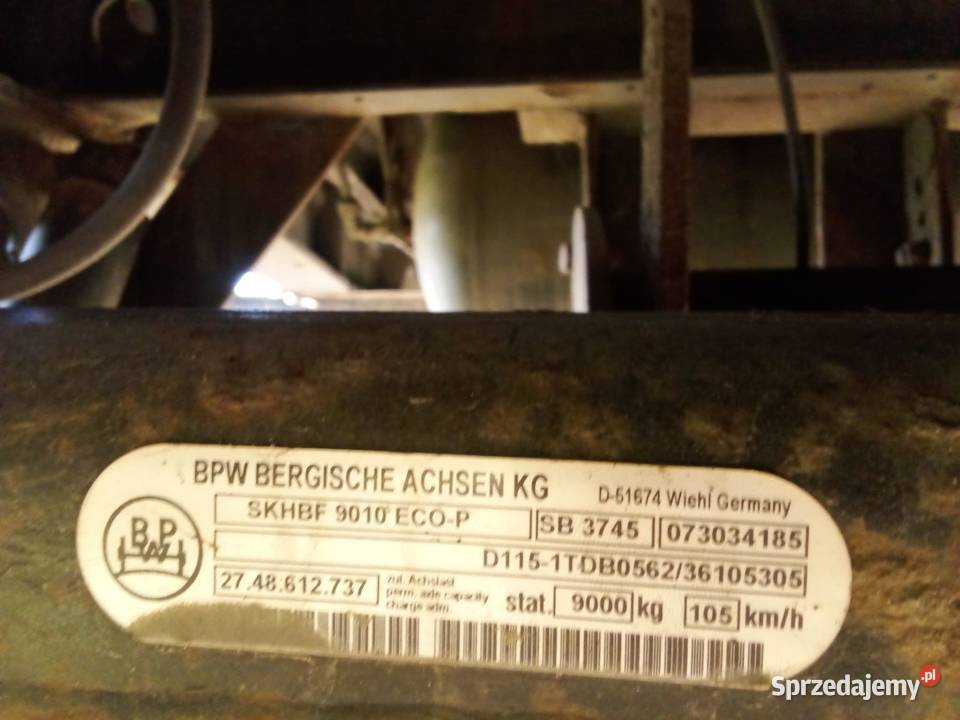 BPW BERGISCHE ACHSEN KG D-51674 Wiehl Germany
BPW
SKHBF 9010 ECO-P SB 3745 073034185
D115-1TDB0562/36105305
27.48.612.737 zul. Achslast
perm. axle capacity
charge adm. stat. 9000 kg 105 km/h
Sprzedajemy.pl